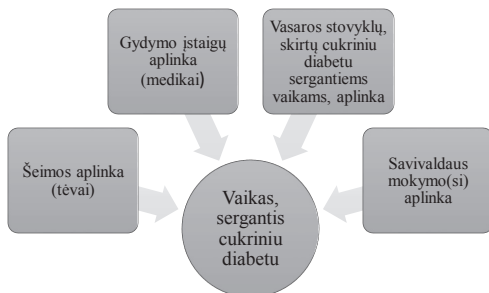 Gydymo įstaigų
aplinka
(medikai)
Vasaros stovyklų,
skirtų cukriniu
diabetu
sergantiems
vaikams, aplinka
Šeimos aplinka
(tėvai)
Savivaldaus
mokymo(si)
aplinka
Vaikas,
sergantis
cukriniu
diabetu